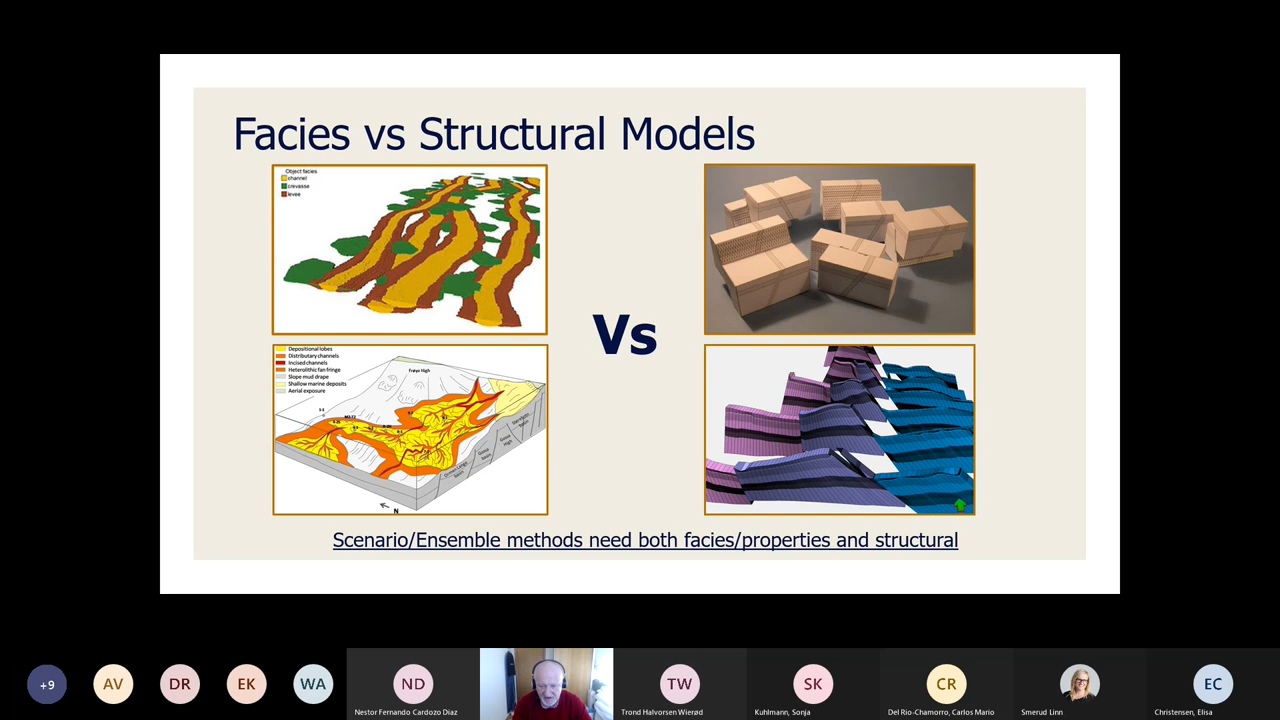 Facies vs Structural Models
Object facies
channel
crevasse
levee
Vs
Depositional lobes
Distributary channels
Incised channels
Heterolithic fan fringe
Slope mud drape
Shallow marine deposits
Aerial exposure
Frøya High
N
Scenario/Ensemble methods need both facies/properties and structural
+9
AV
DR
EK
WA
ND
TW
SK
CR
EC
Nestor Fernando Cardozo Diaz
Trond Halvorsen Wierød
Kuhlmann, Sonja
Del Rio-Chamorro, Carlos Mario
Smerud Linn
Christensen, Elisa